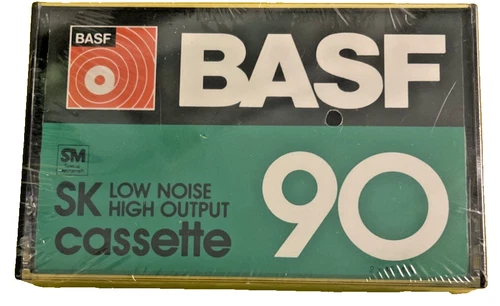 BASF
BASF
SM
SK LOW NOISE
HIGH OUTPUT
cassette
90